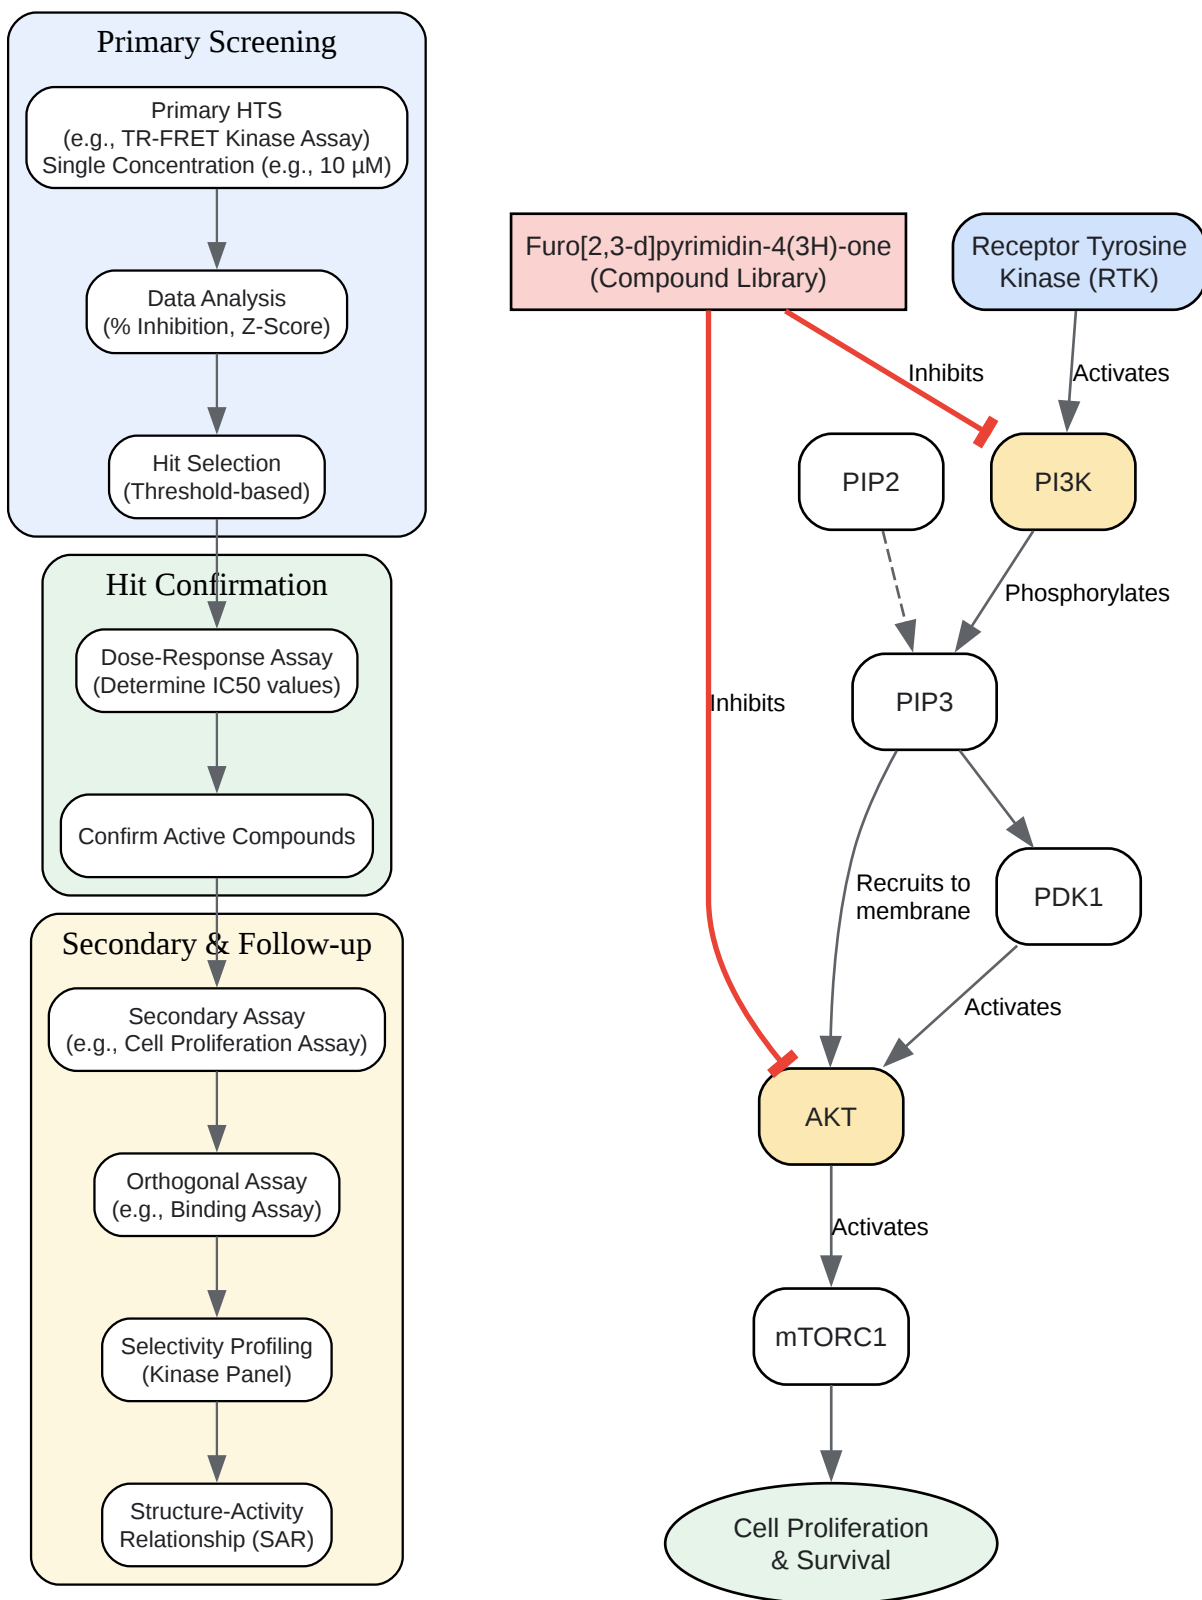 Primary Screening
Primary HTS
(e.g., TR-FRET Kinase Assay)
Single Concentration (e.g., 10 µM)
Data Analysis
(% Inhibition, Z-Score)
Hit Selection
(Threshold-based)
Hit Confirmation
Dose-Response Assay
(Determine IC50 values)
Confirm Active Compounds
Secondary & Follow-up
Secondary Assay
(e.g., Cell Proliferation Assay)
Orthogonal Assay
(e.g., Binding Assay)
Selectivity Profiling
(Kinase Panel)
Structure-Activity
Relationship (SAR)
Furo[2,3-d]pyrimidin-4(3H)-one
(Compound Library)
Receptor Tyrosine
Kinase (RTK)
Inhibits
Activates
PIP2
PI3K
Phosphorylates
Inhibits
PIP3
Recruits to
membrane
PDK1
Activates
AKT
Activates
mTORC1
Cell Proliferation
& Survival